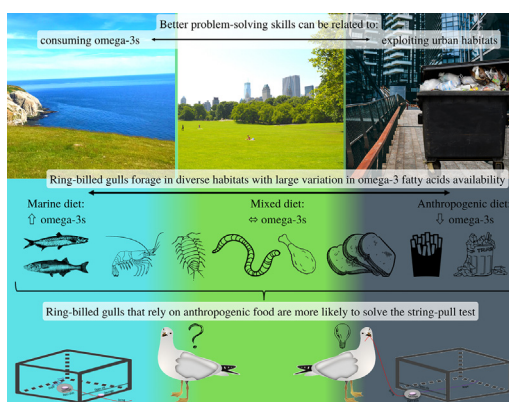 Better problem-solving skills can be related to:
consuming omega-3s
exploiting urban habitats
Ring-billed gulls forage in diverse habitats with large variation in omega-3 fatty acids availability
Marine diet:
⇧ omega-3s
Mixed diet:
⇔ omega-3s
Anthropogenic diet:
⇩ omega-3s
TRASH
Ring-billed gulls that rely on anthropogenic food are more likely to solve the string-pull test
?